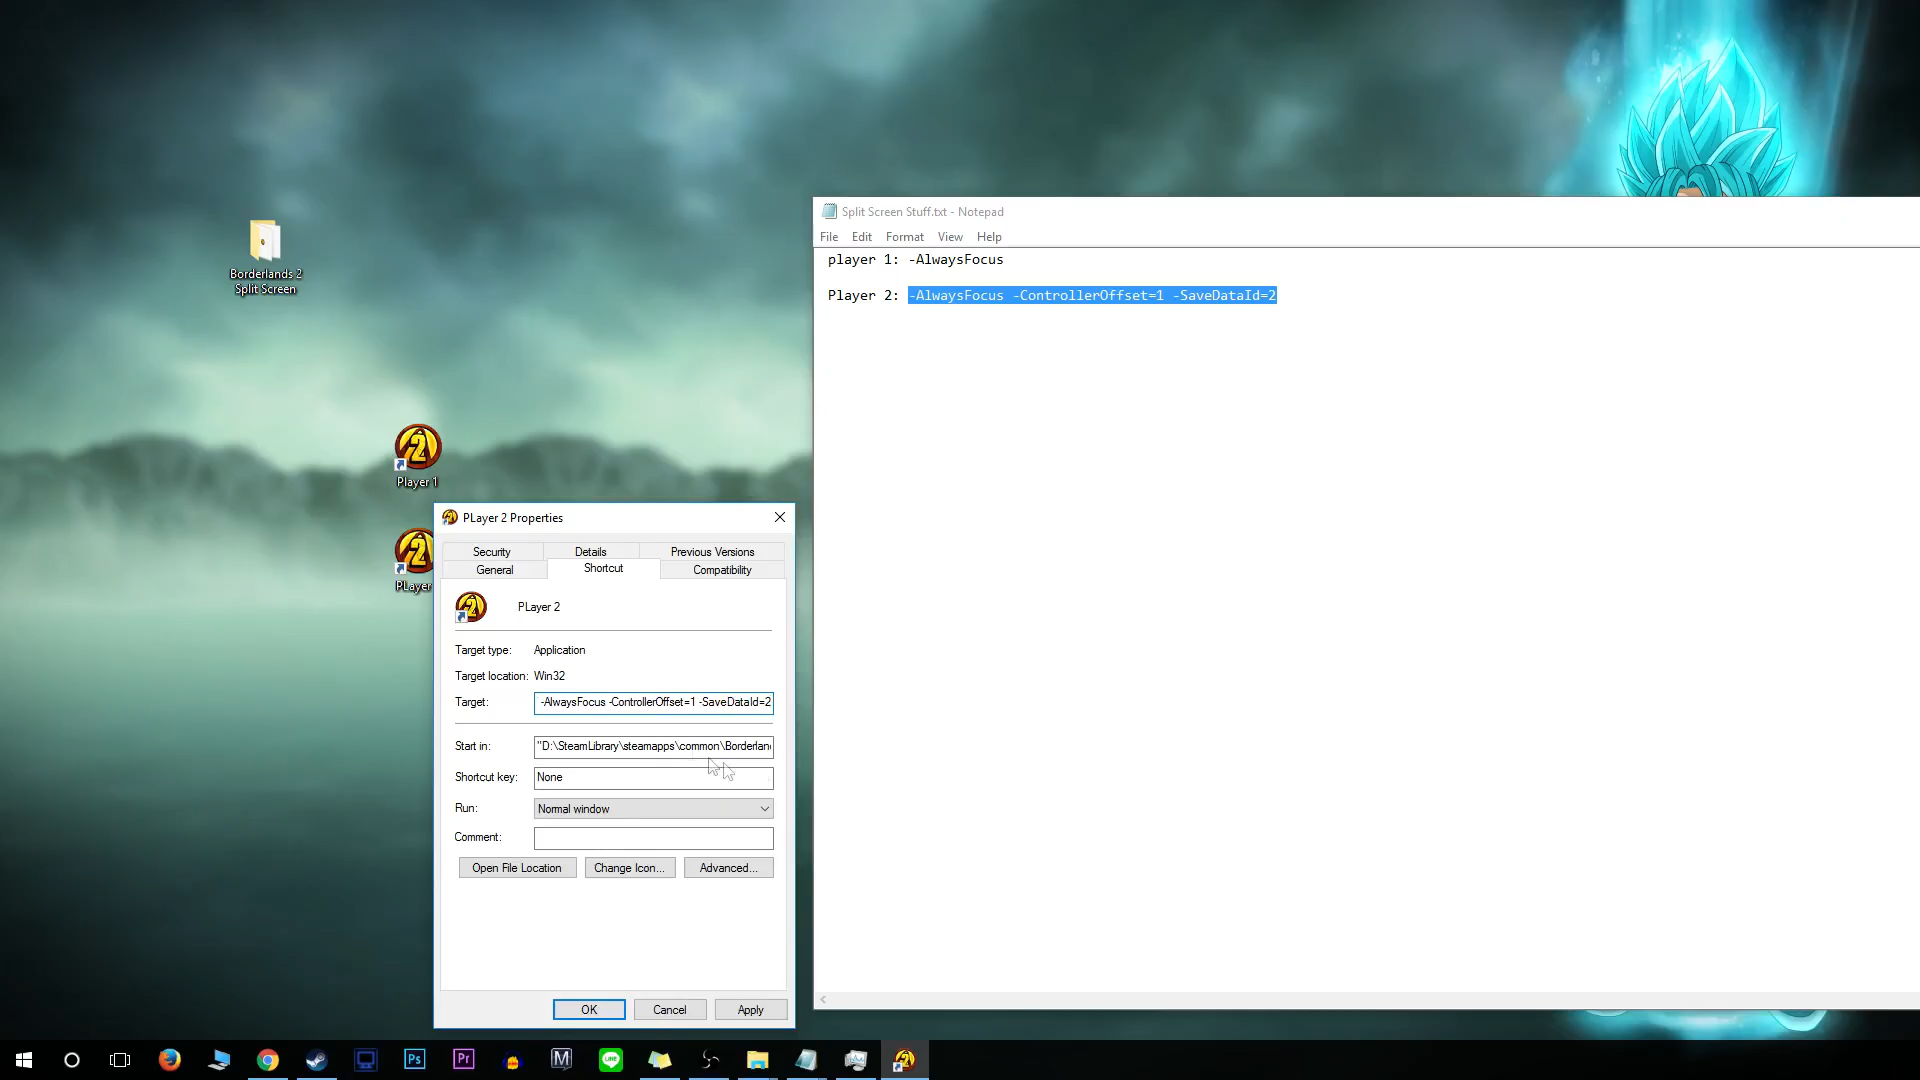 Borderlands 2
Split Screen
Player 1
PLayer
Split Screen Stuff.txt - Notepad
File Edit Format View Help
player 1: -AlwaysFocus
Player 2: -AlwaysFocus -ControllerOffset=1 -SaveDataId=2
PLayer 2 Properties
Security Details Previous Versions
General Shortcut Compatibility
PLayer 2
Target type: Application
Target location: Win32
Target: -AlwaysFocus -ControllerOffset=1 -SaveDataId=2
Start in: "D:\SteamLibrary\steamapps\common\Borderlan
Shortcut key: None
Run: Normal window
Comment:
Open File Location Change Icon... Advanced...
OK Cancel Apply
Ps Pr M LINE